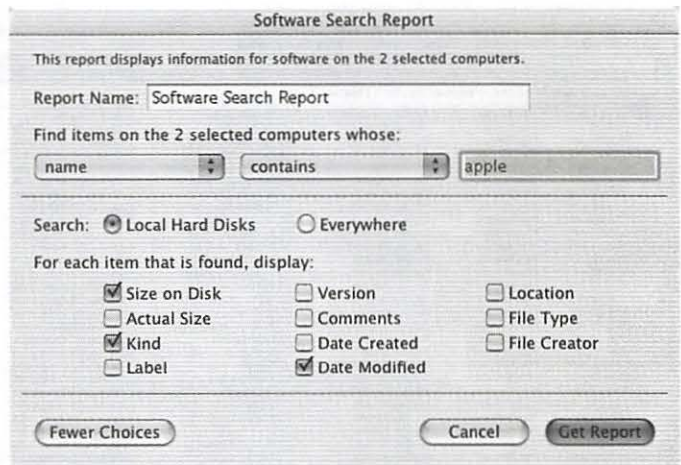 Software Search Report
This report displays information for software on the 2 selected computers.
Report Name: Software Search Report
Find items on the 2 selected computers whose:
name contains apple
Search: Local Hard Disks Everywhere
For each item that is found, display:
Size on Disk Version Location
Actual Size Comments File Type
Kind Date Created File Creator
Label Date Modified
Fewer Choices Cancel Get Report